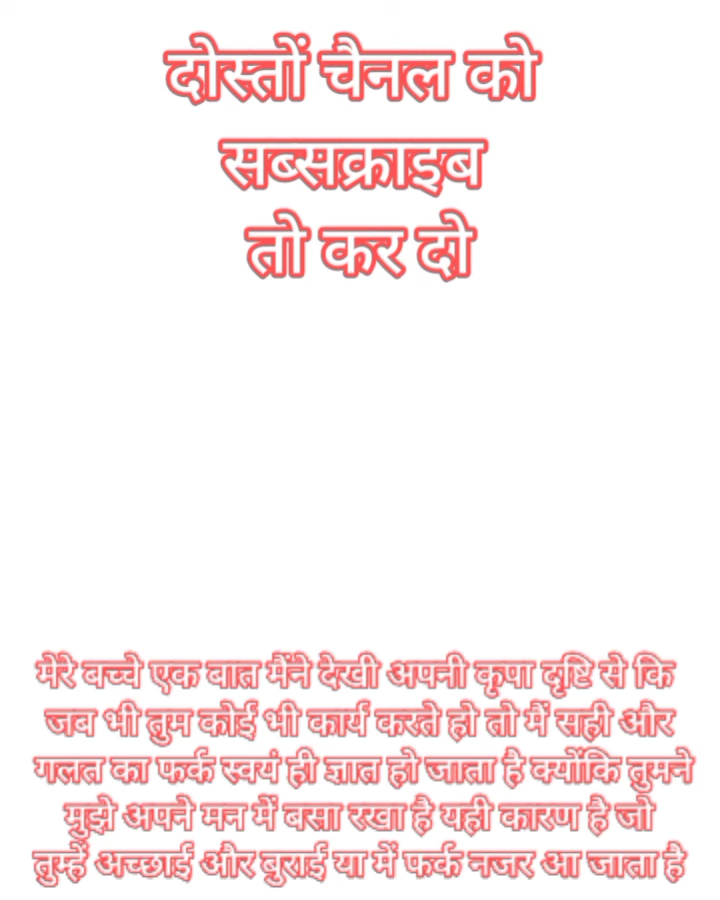 दोस्तों चैनल को
सब्सक्राइब
तो कर दो
मेरे बच्चे एक बात मैंने देखी अपनी कृपा दृष्टि से कि
जब भी तुम कोई भी कार्य करते हो तो मैं सही और
गलत का फर्क स्वयं ही ज्ञात हो जाता है क्योंकि तुमने
मुझे अपने मन में बसा रखा है यही कारण है जो
तुम्हें अच्छाई और बुराई या में फर्क नजर आ जाता है